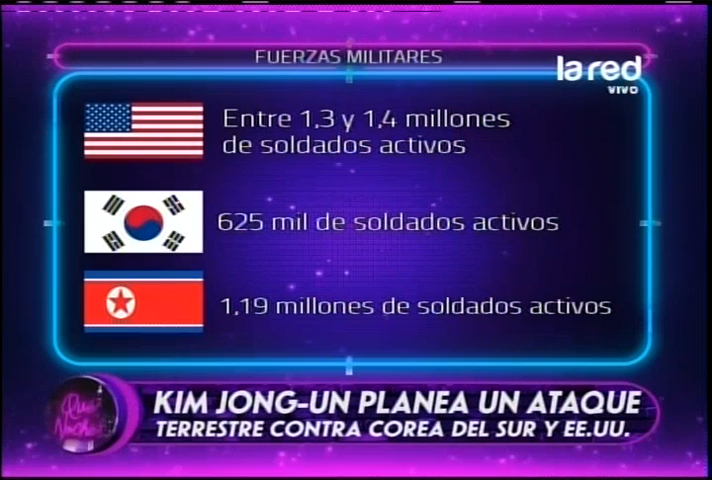 FUERZAS MILITARES
la red
VIVO
Entre 1,3 y 1,4 millones
de soldados activos
625 mil de soldados activos
1,19 millones de soldados activos
Qué
Noche
KIM JONG-UN PLANEA UN ATAQUE
TERRESTRE CONTRA COREA DEL SUR Y EE.UU.